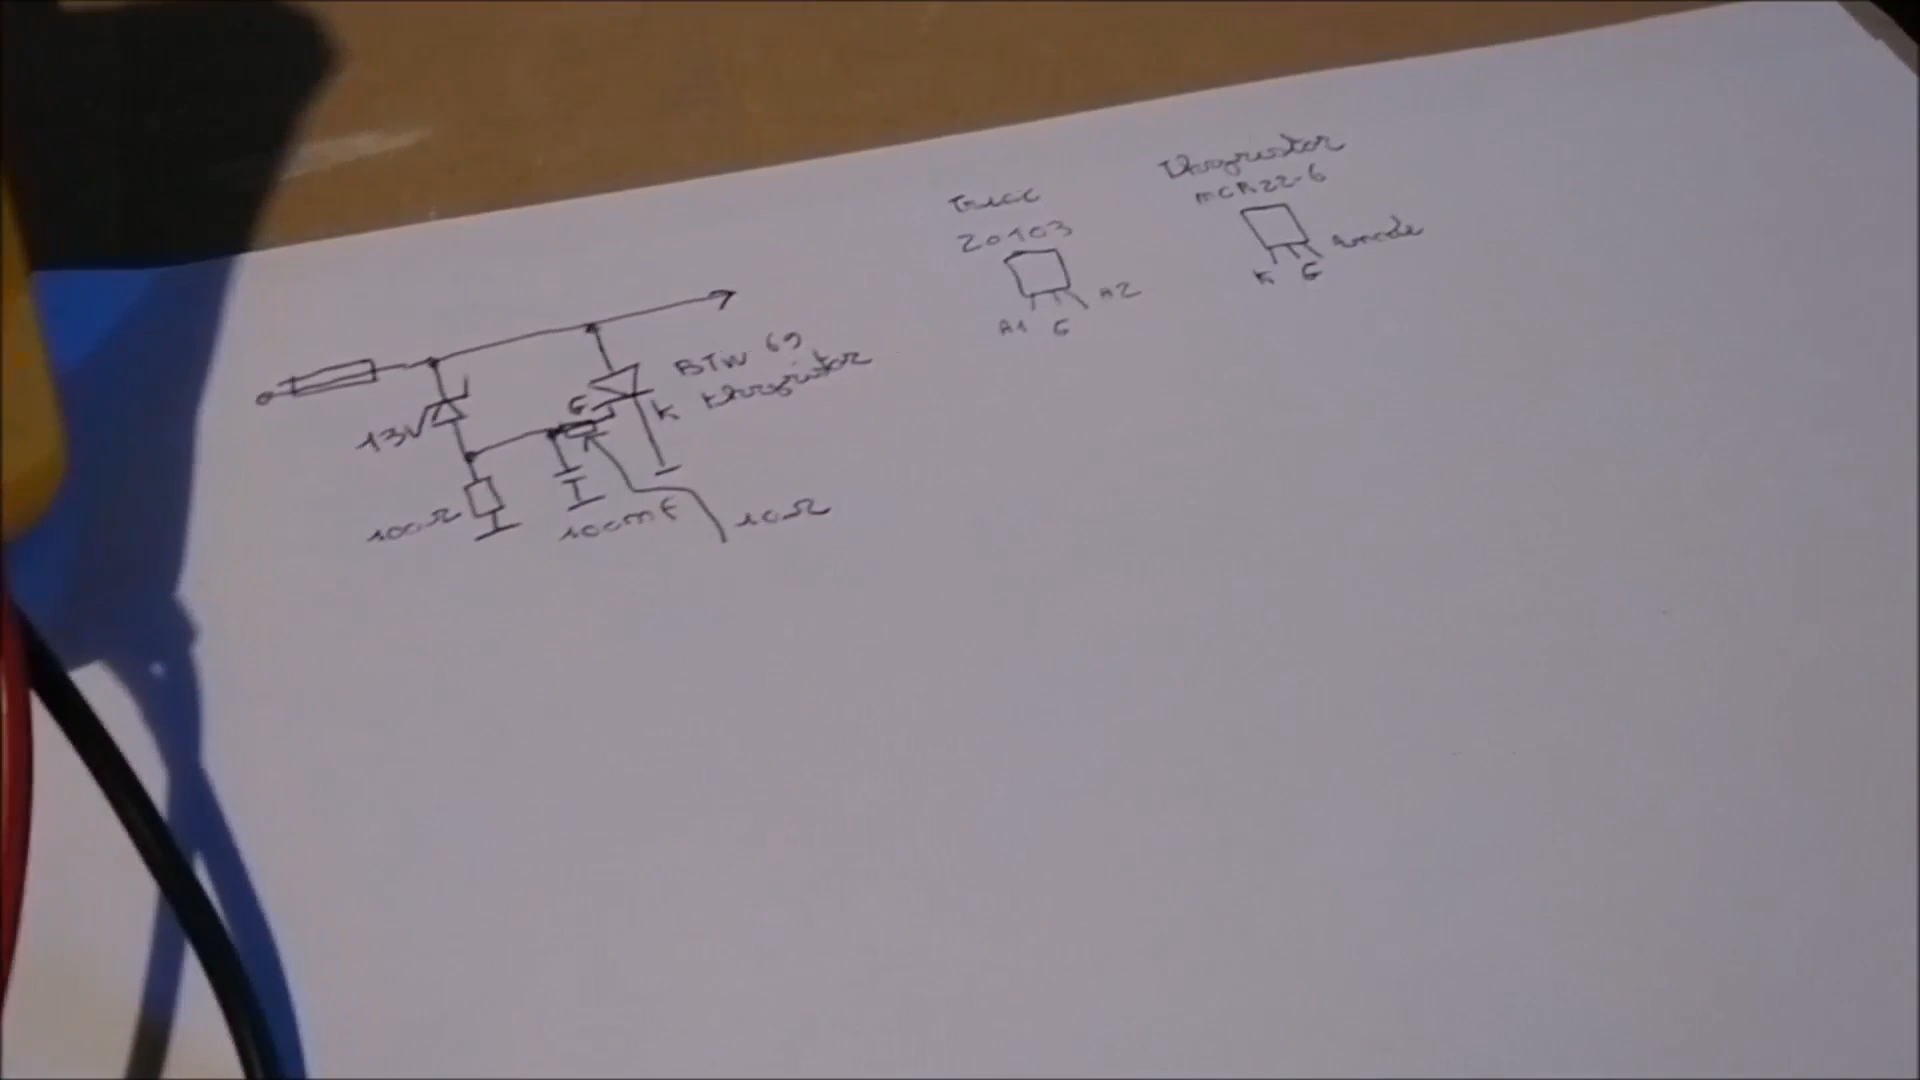 Triac
Z0103
A1 G A2
Thyristor
MCR22-6
K G Anode
BTW 69
K thyristor
G
13V
100Ω
100nF
10Ω